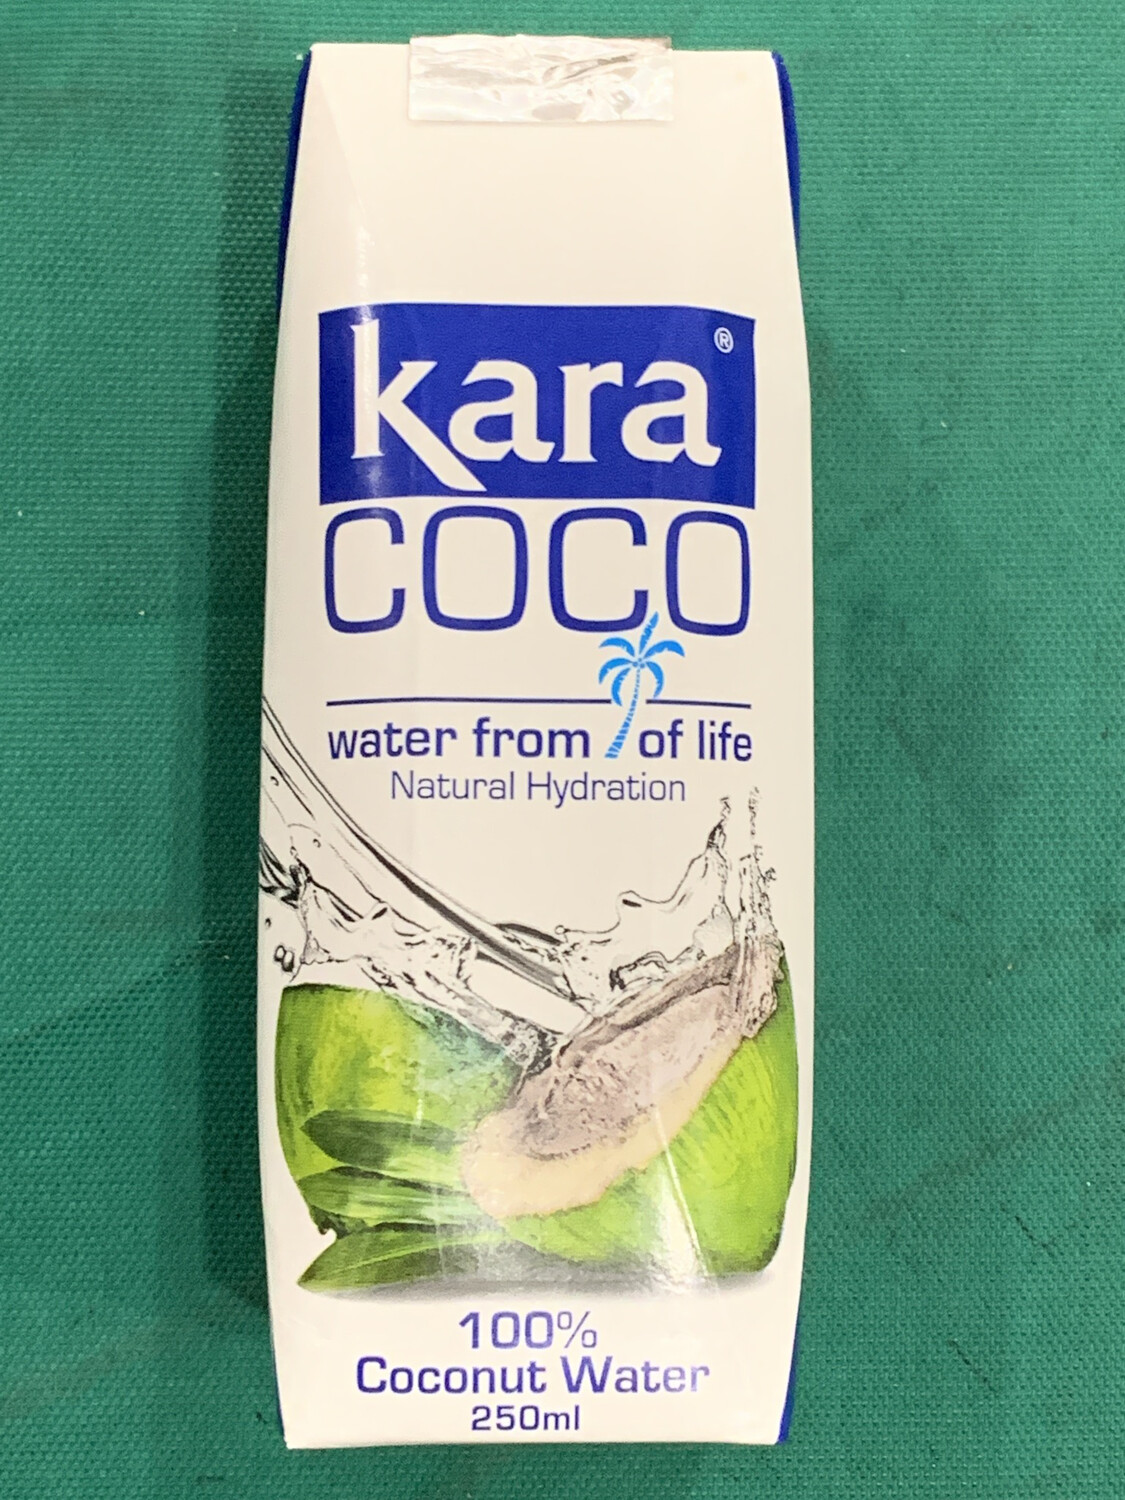 kara®
COCO
water from of life
Natural Hydration
100%
Coconut Water
250ml